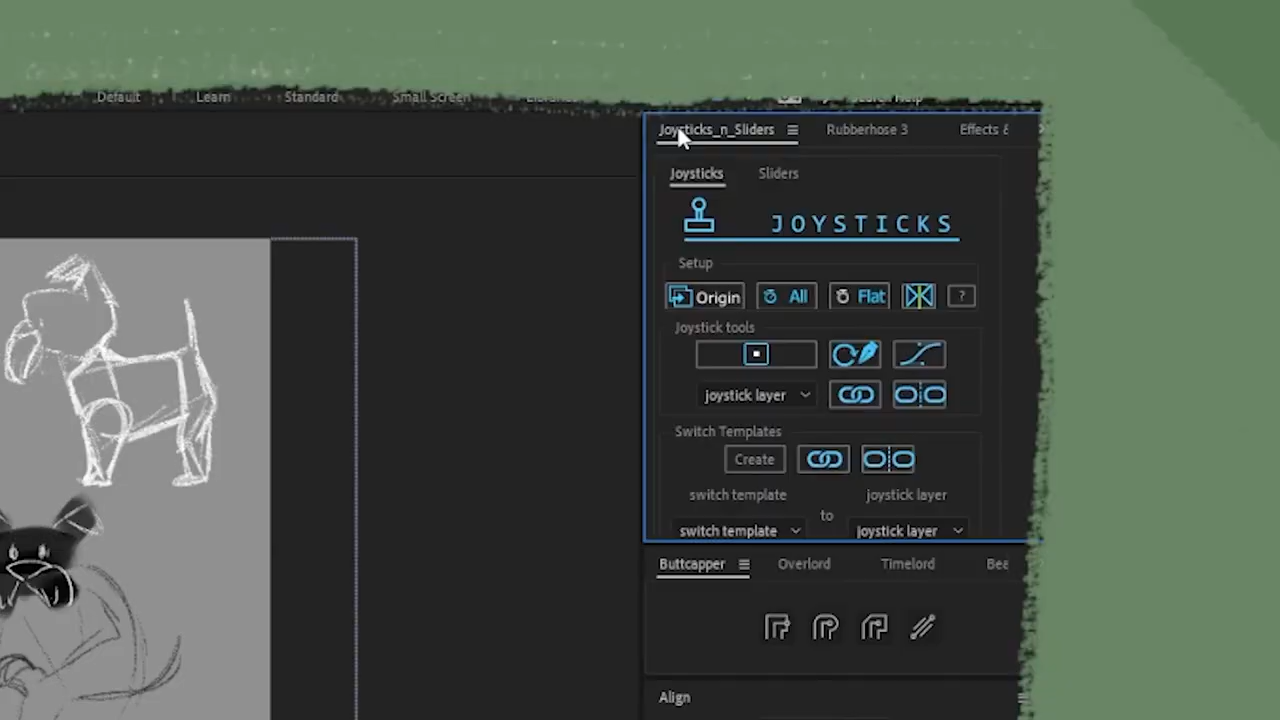 Default Learn Standard Small Screen
Joysticks_n_Sliders Rubberhose 3 Effects &
Joysticks Sliders
JOYSTICKS
Setup
Origin All Flat ?
Joystick tools
joystick layer
Switch Templates
Create
switch template joystick layer
to
switch template joystick layer
Buttcapper Overlord Timelord Bee
Align